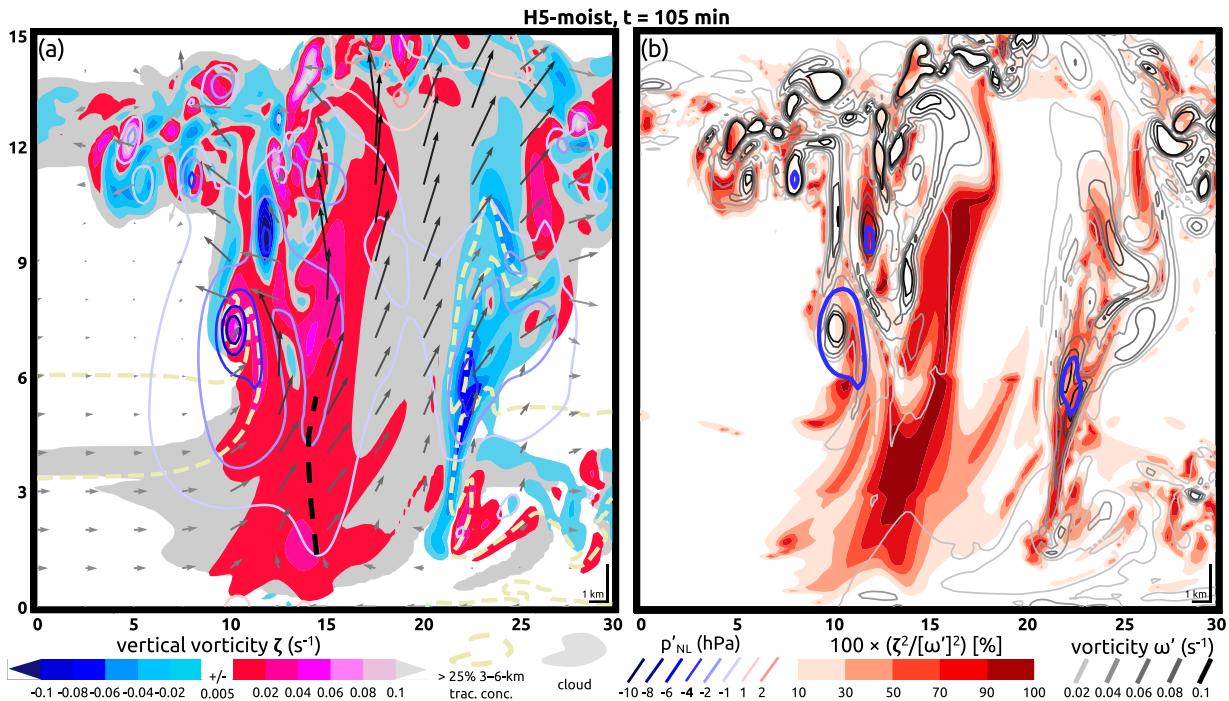 H5-moist, t = 105 min
(a)
(b)
15
12
9
6
3
0
1 km
1 km
0 5 10 15 20 25 30
0 5 10 15 20 25 30
vertical vorticity ζ (s⁻¹)
-0.1 -0.08 -0.06 -0.04 -0.02 +/- 0.005 0.02 0.04 0.06 0.08 0.1
> 25% 3–6-km
trac. conc.
cloud
p'NL (hPa)
-10 -8 -6 -4 -2 -1 1 2
100 × (ζ²/[ω']²) [%]
10 30 50 70 90 100
vorticity ω' (s⁻¹)
0.02 0.04 0.06 0.08 0.1